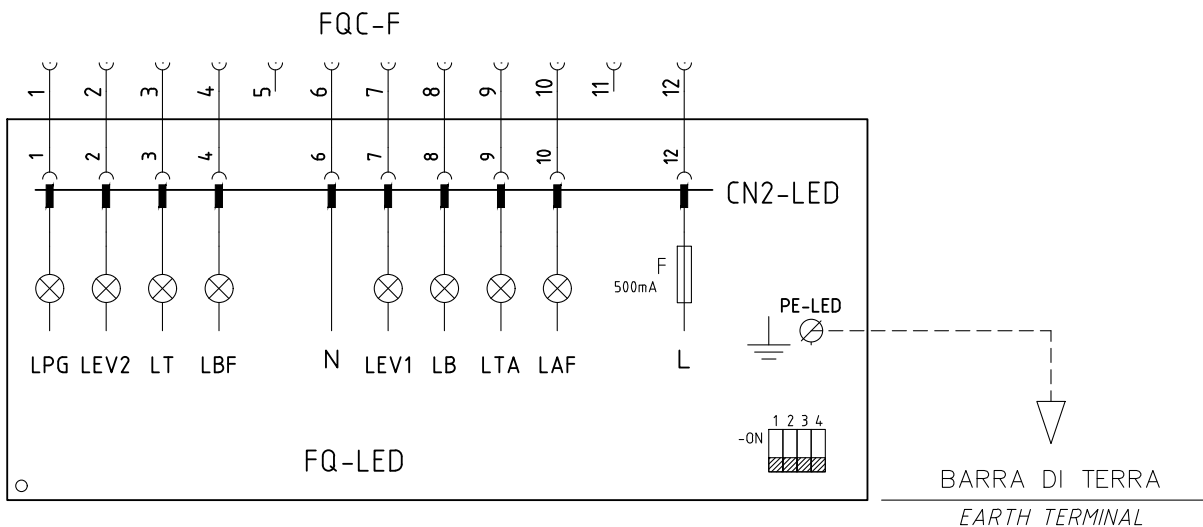 FQC-F
1 2 3 4 5 6 7 8 9 10 11 12
1 2 3 4 6 7 8 9 10 12
CN2-LED
F
500mA
PE-LED
LPG LEV2 LT LBF N LEV1 LB LTA LAF L
1 2 3 4
-ON
FQ-LED
BARRA DI TERRA
EARTH TERMINAL